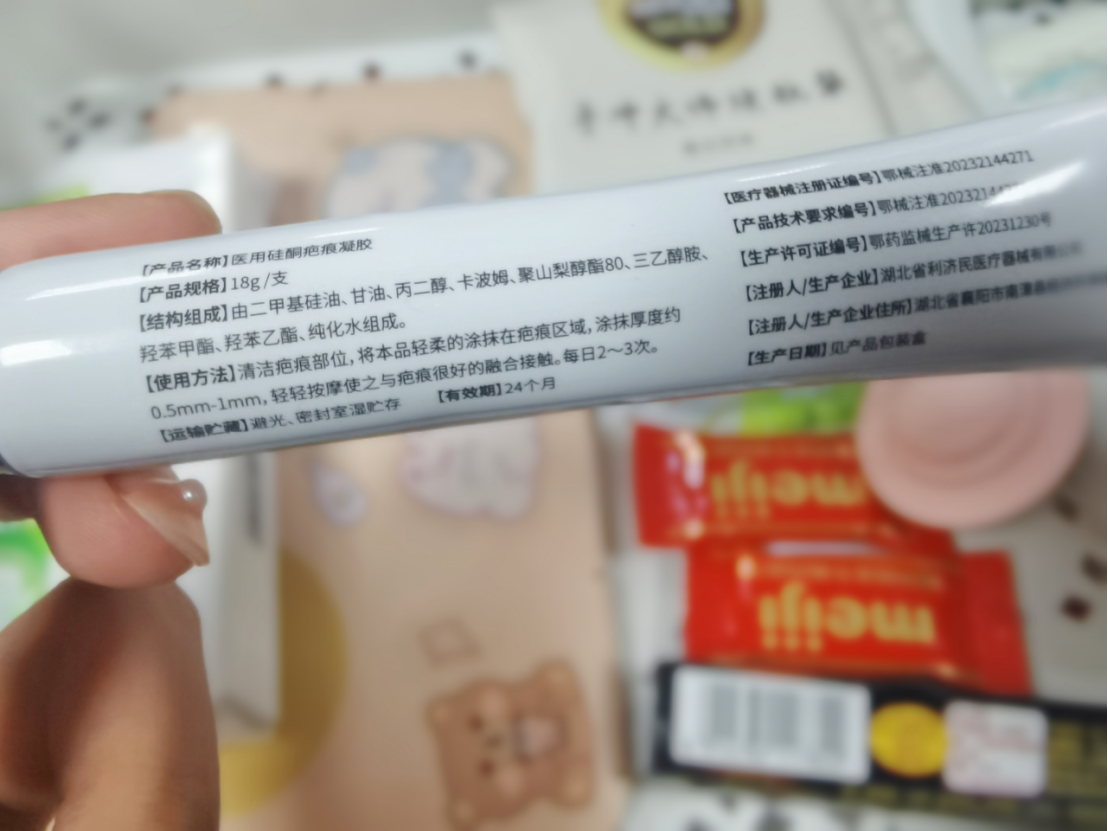 【产品名称】医用硅酮疤痕凝胶
【产品规格】18g/支
【结构组成】由二甲基硅油、甘油、丙二醇、卡波姆、聚山梨醇酯80、三乙醇胺、
羟苯甲酯、羟苯乙酯、纯化水组成。
【使用方法】清洁疤痕部位，将本品轻柔的涂抹在疤痕区域，涂抹厚度约
0.5mm-1mm，轻轻按摩使之与疤痕很好的融合接触。每日2～3次。
【运输贮藏】避光、密封室湿贮存 【有效期】24个月
【医疗器械注册证编号】鄂械注准20232144271
【产品技术要求编号】鄂械注准20232144
【生产许可证编号】鄂药监械生产许20231230号
【注册人/生产企业】湖北省利济民医疗器械有限
【注册人/生产企业住所】湖北省襄阳市南漳县
【生产日期】见产品包装盒
meiji
meiji